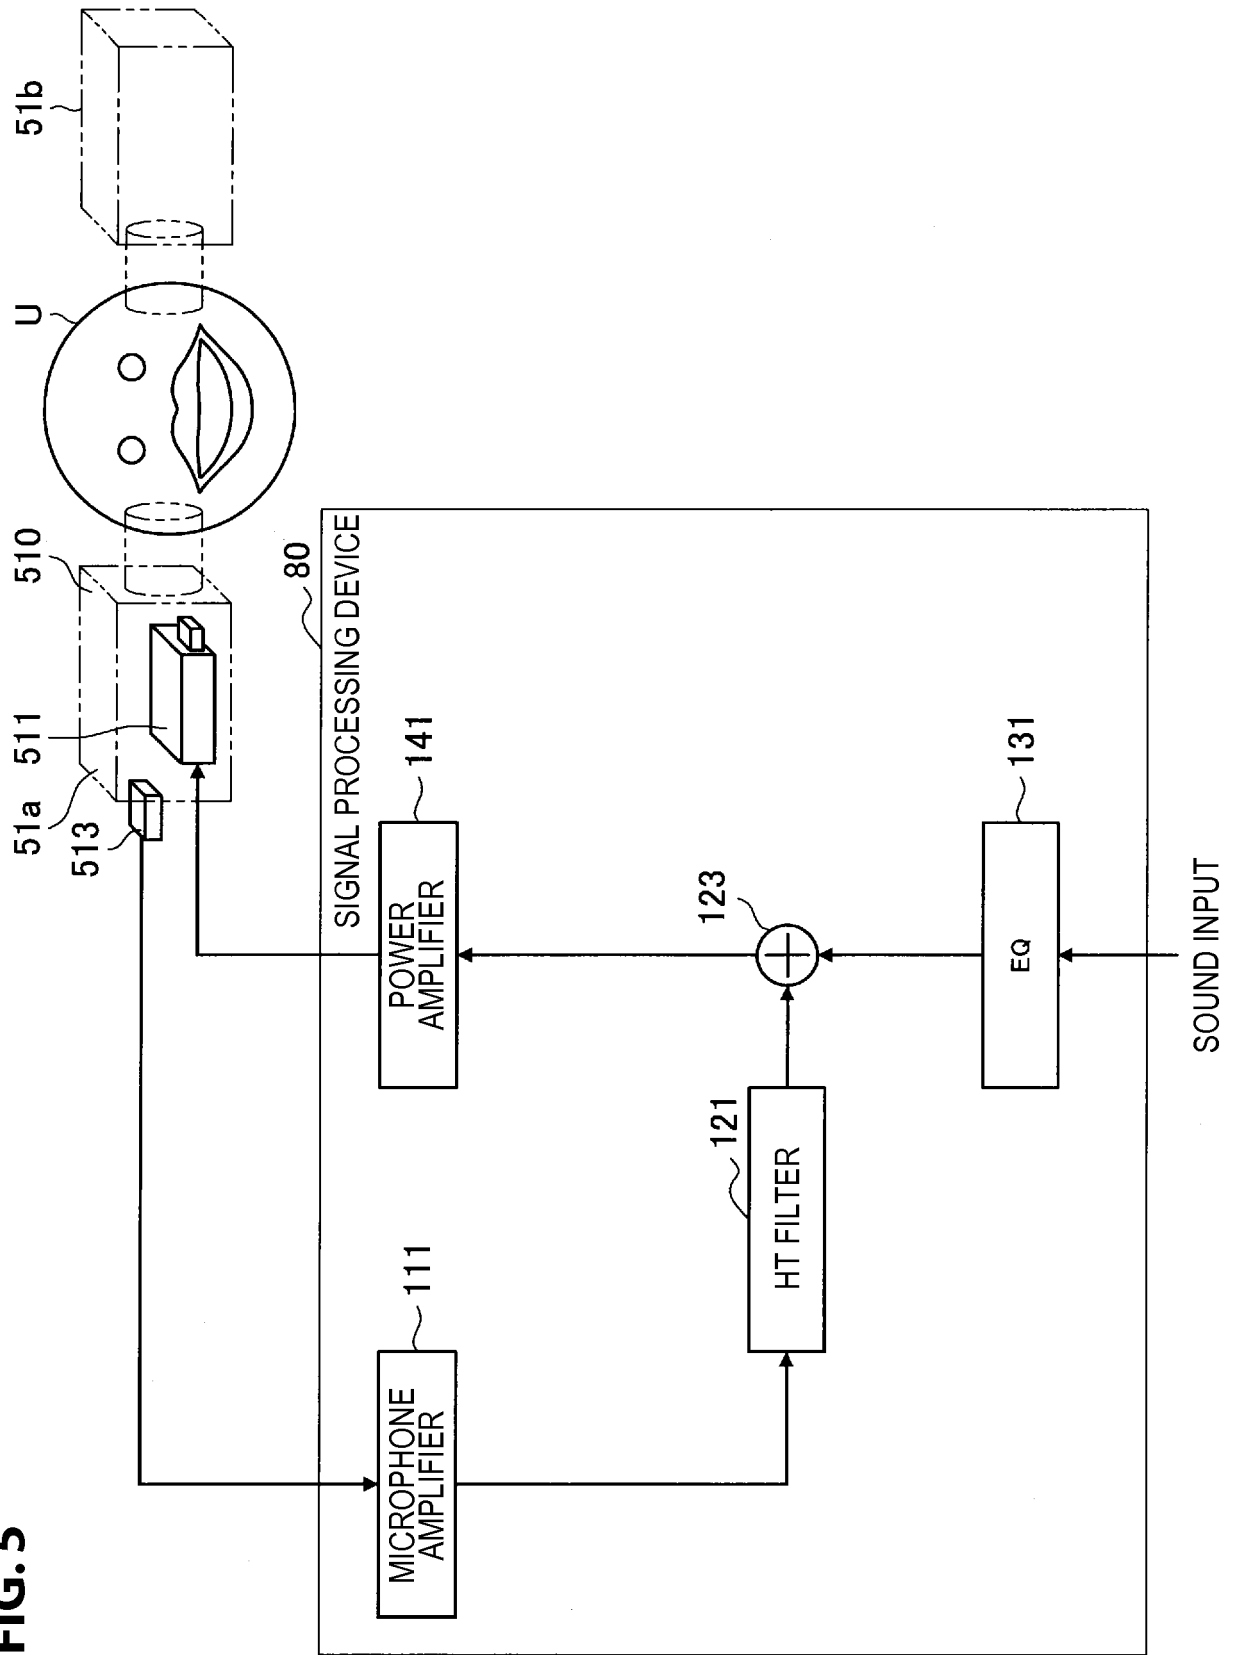 FIG. 5
51a
511
510
U
51b
513
80
SIGNAL PROCESSING DEVICE
111
MICROPHONE
AMPLIFIER
POWER
AMPLIFIER
141
121
HT FILTER
123
131
EQ
SOUND INPUT